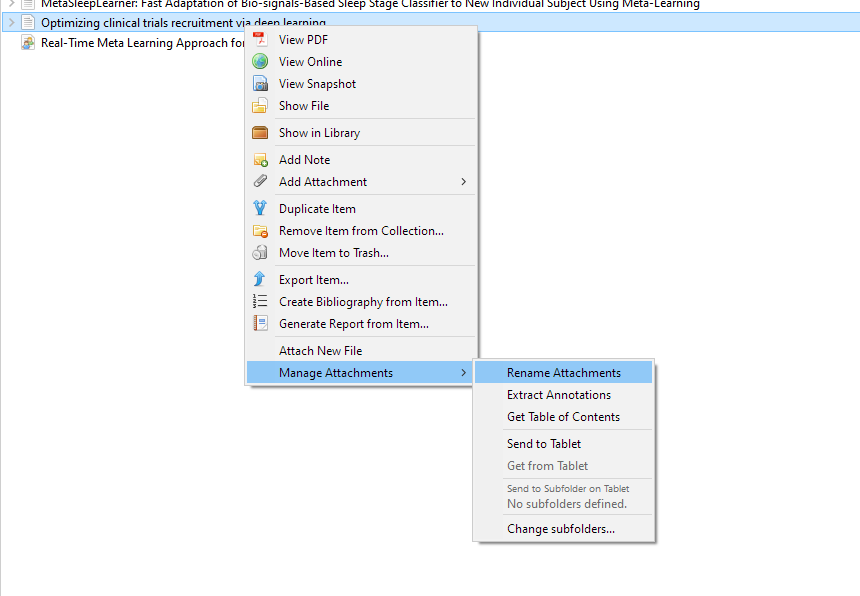 MetaSleepLearner: Fast Adaptation of Bio-signals-Based Sleep Stage Classifier to New Individual Subject Using Meta-Learning
Optimizing clinical trials recruitment via deep learning
Real-Time Meta Learning Approach for
View PDF
View Online
View Snapshot
Show File
Show in Library
Add Note
Add Attachment
Duplicate Item
Remove Item from Collection...
Move Item to Trash...
Export Item...
Create Bibliography from Item...
Generate Report from Item...
Attach New File
Manage Attachments
Rename Attachments
Extract Annotations
Get Table of Contents
Send to Tablet
Get from Tablet
Send to Subfolder on Tablet
No subfolders defined.
Change subfolders...